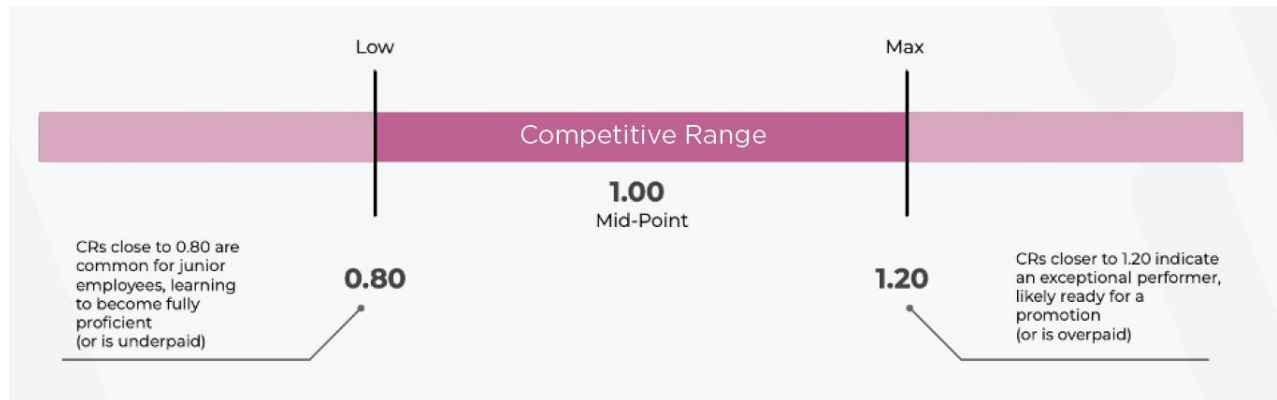 Low
Max
Competitive Range
1.00
Mid-Point
CRs close to 0.80 are
common for junior
employees, learning
to become fully
proficient
(or is underpaid)
0.80
1.20
CRs closer to 1.20 indicate
an exceptional performer,
likely ready for a
promotion
(or is overpaid)